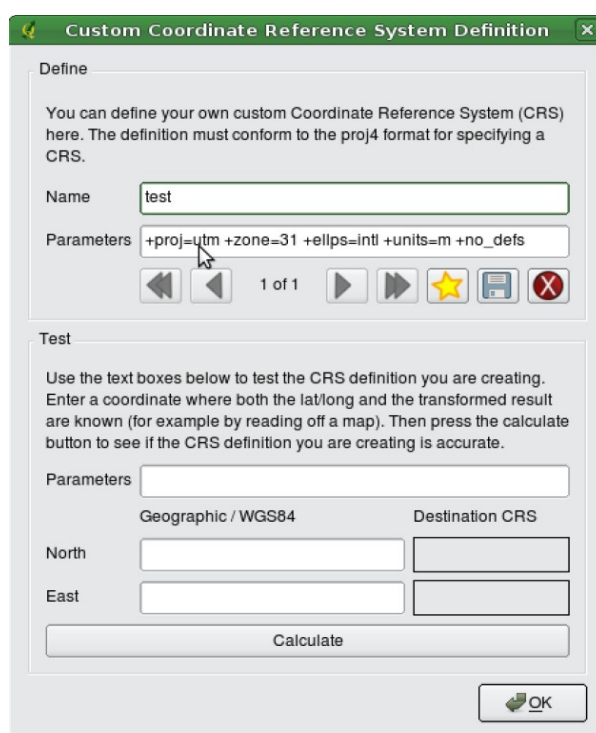 Custom Coordinate Reference System Definition
Define
You can define your own custom Coordinate Reference System (CRS)
here. The definition must conform to the proj4 format for specifying a
CRS.
Name test
Parameters +proj=utm +zone=31 +ellps=intl +units=m +no_defs
1 of 1
Test
Use the text boxes below to test the CRS definition you are creating.
Enter a coordinate where both the lat/long and the transformed result
are known (for example by reading off a map). Then press the calculate
button to see if the CRS definition you are creating is accurate.
Parameters
Geographic / WGS84 Destination CRS
North
East
Calculate
OK